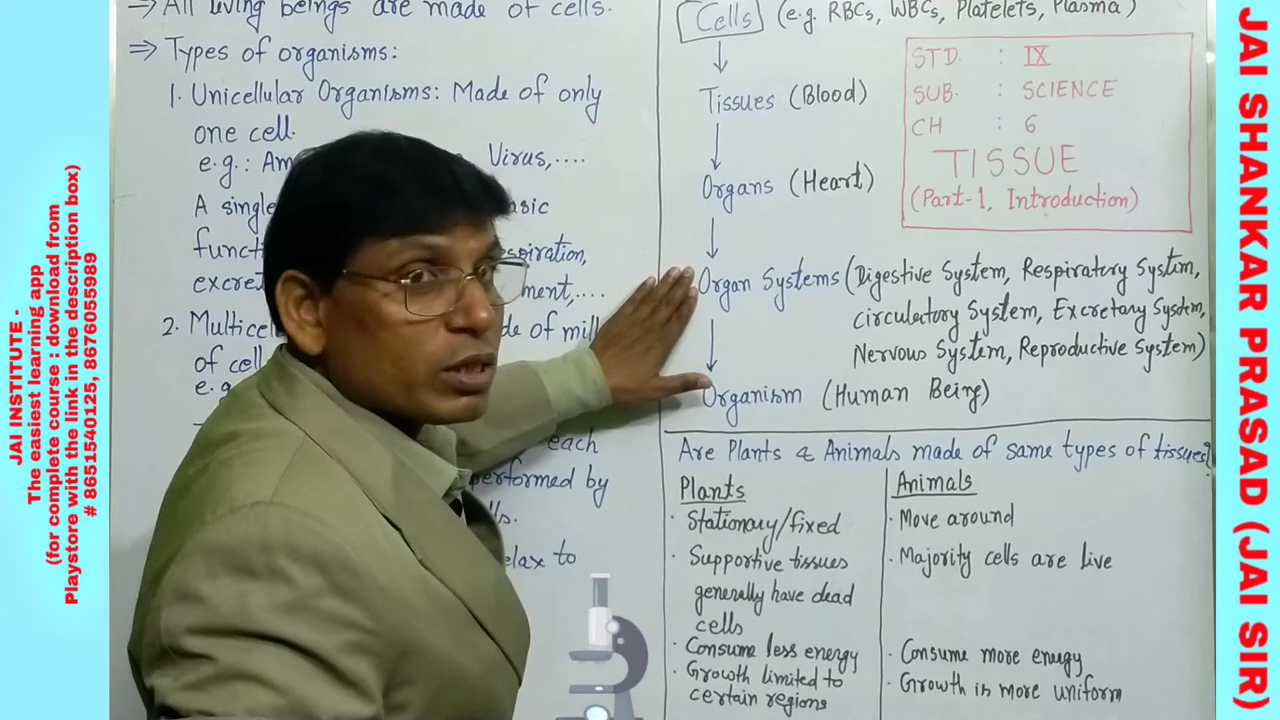 JAI INSTITUTE -
The easiest learning app
(for complete course : download from
Playstore with the link in the description box)
# 8651540125, 8676055989
⇒ All living beings are made of cells.
⇒ Types of organisms:
1. Unicellular Organisms: Made of only
one cell.
e.g.: Am Virus,....
A single asic
funct spiration,
excret ment,....
2. Multicel de of mill
of cel
e.g
each
performed by
lls.
elax to
Cells (e.g. RBCs, WBCs, Platelets, Plasma)
↓
Tissues (Blood)
↓
Organs (Heart)
↓
Organ Systems (Digestive System, Respiratory System,
Circulatory System, Excretary System,
Nervous System, Reproductive System)
↓
Organism (Human Being)
STD. : IX
SUB. : SCIENCE
CH : 6
TISSUE
(Part-1, Introduction)
Are Plants & Animals made of same types of tissues?
Plants
· Stationary/fixed
· Supportive tissues
generally have dead
cells
· Consume less energy
· Growth limited to
certain regions
Animals
· Move around
· Majority cells are live
· Consume more energy
· Growth is more uniform
JAI SHANKAR PRASAD (JAI SIR)